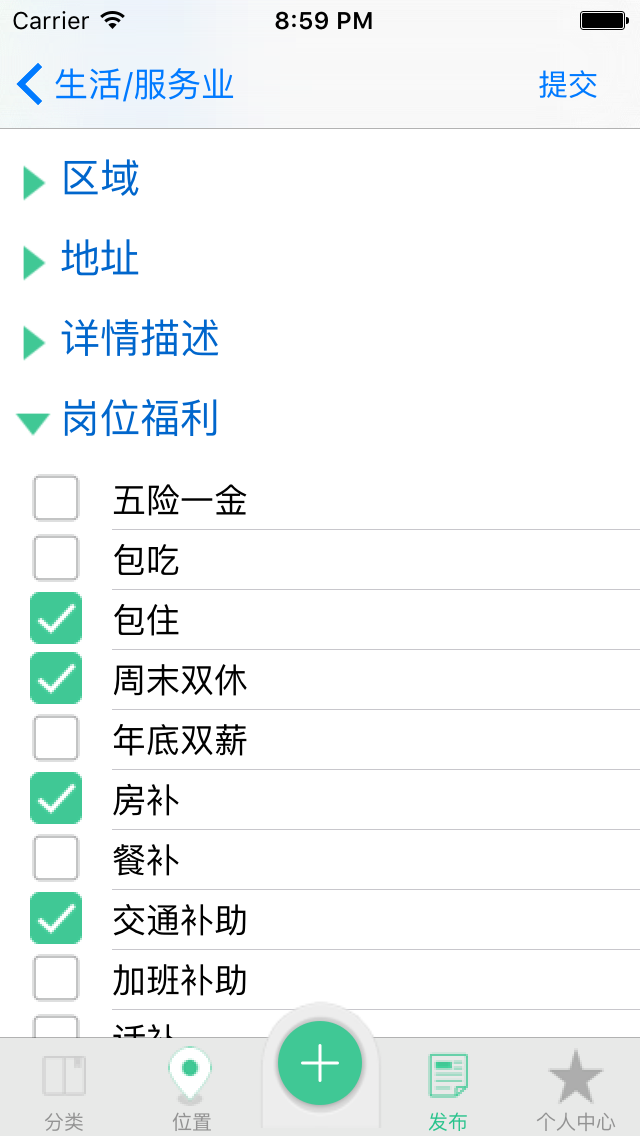 Carrier 8:59 PM
生活/服务业 提交
区域
地址
详情描述
岗位福利
五险一金
包吃
包住
周末双休
年底双薪
房补
餐补
交通补助
加班补助
话补
分类 位置 发布 个人中心